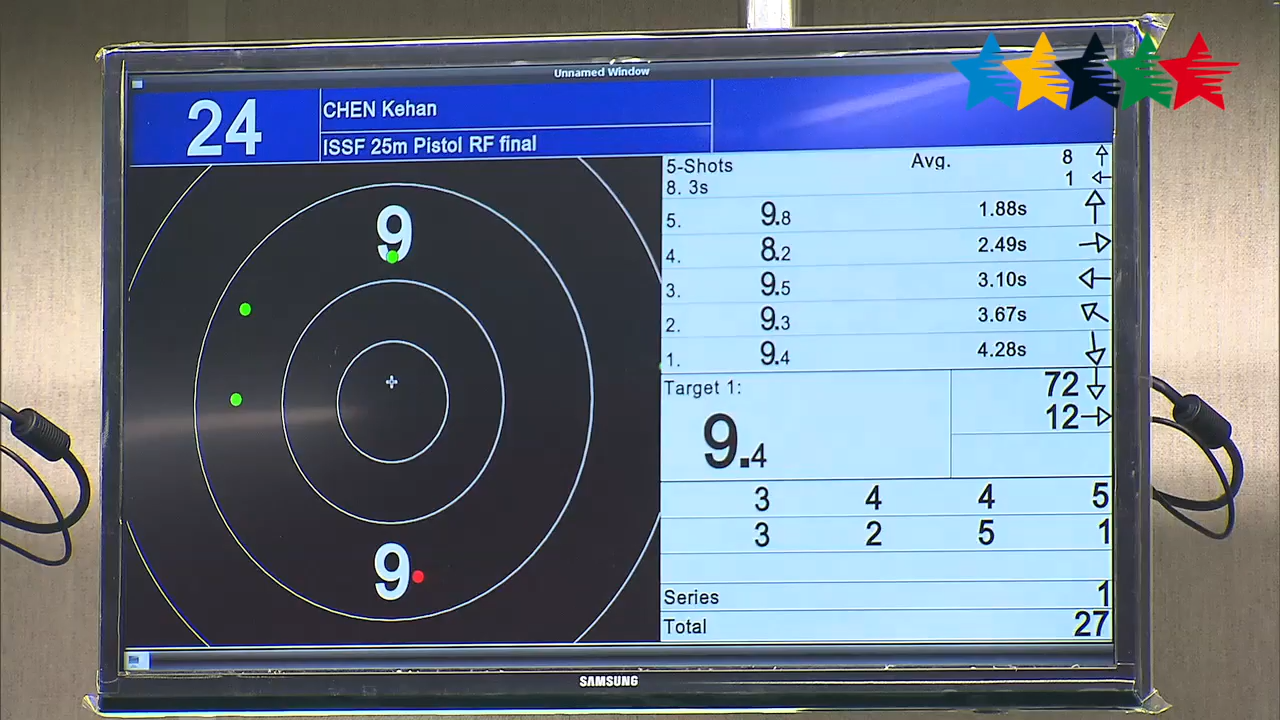 Unnamed Window
24
CHEN Kehan
ISSF 25m Pistol RF final
9
9
5-Shots Avg. 8
8. 3s 1
5. 9.8 1.88s
4. 8.2 2.49s
3. 9.5 3.10s
2. 9.3 3.67s
1. 9.4 4.28s
Target 1: 72
12
9.4
3 4 4 5
3 2 5 1
Series 1
Total 27
SAMSUNG